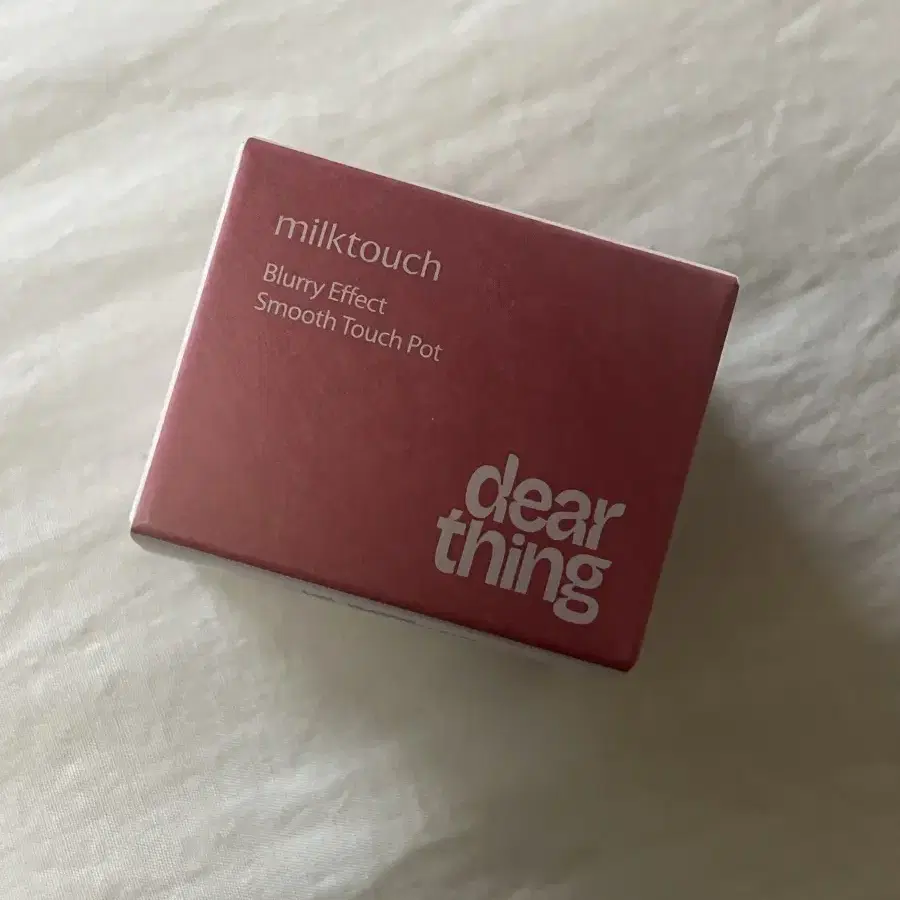 milktouch
Blurry Effect
Smooth Touch Pot
dear
thing